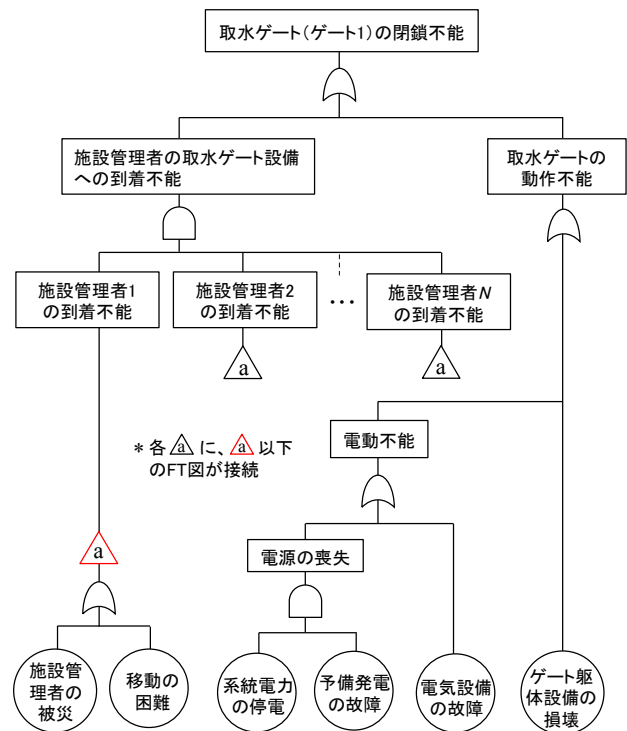 取水ゲート(ゲート1)の閉鎖不能
施設管理者の取水ゲート設備
への到着不能
取水ゲートの
動作不能
施設管理者1
の到着不能
施設管理者2
の到着不能
…
施設管理者N
の到着不能
a
a
電動不能
* 各 a に、a 以下
のFT図が接続
a
電源の喪失
施設管
理者の
被災
移動の
困難
系統電力
の停電
予備発電
の故障
電気設備
の故障
ゲート躯
体設備の
損壊